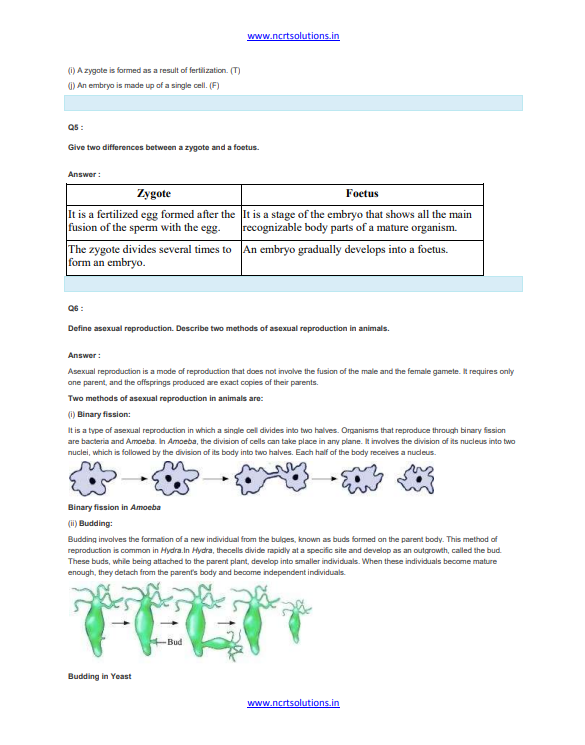 www.ncrtsolutions.in
(i) A zygote is formed as a result of fertilization. (T)
(j) An embryo is made up of a single cell. (F)
Q5 :
Give two differences between a zygote and a foetus.
Answer :
Zygote Foetus
It is a fertilized egg formed after the It is a stage of the embryo that shows all the main
fusion of the sperm with the egg. recognizable body parts of a mature organism.
The zygote divides several times to An embryo gradually develops into a foetus.
form an embryo.
Q6 :
Define asexual reproduction. Describe two methods of asexual reproduction in animals.
Answer :
Asexual reproduction is a mode of reproduction that does not involve the fusion of the male and the female gamete. It requires only
one parent, and the offsprings produced are exact copies of their parents.
Two methods of asexual reproduction in animals are:
(i) Binary fission:
It is a type of asexual reproduction in which a single cell divides into two halves. Organisms that reproduce through binary fission
are bacteria and Amoeba. In Amoeba, the division of cells can take place in any plane. It involves the division of its nucleus into two
nuclei, which is followed by the division of its body into two halves. Each half of the body receives a nucleus.
Binary fission in Amoeba
(ii) Budding:
Budding involves the formation of a new individual from the bulges, known as buds formed on the parent body. This method of
reproduction is common in Hydra.In Hydra, thecells divide rapidly at a specific site and develop as an outgrowth, called the bud.
These buds, while being attached to the parent plant, develop into smaller individuals. When these individuals become mature
enough, they detach from the parent's body and become independent individuals.
Bud
Budding in Yeast
www.ncrtsolutions.in